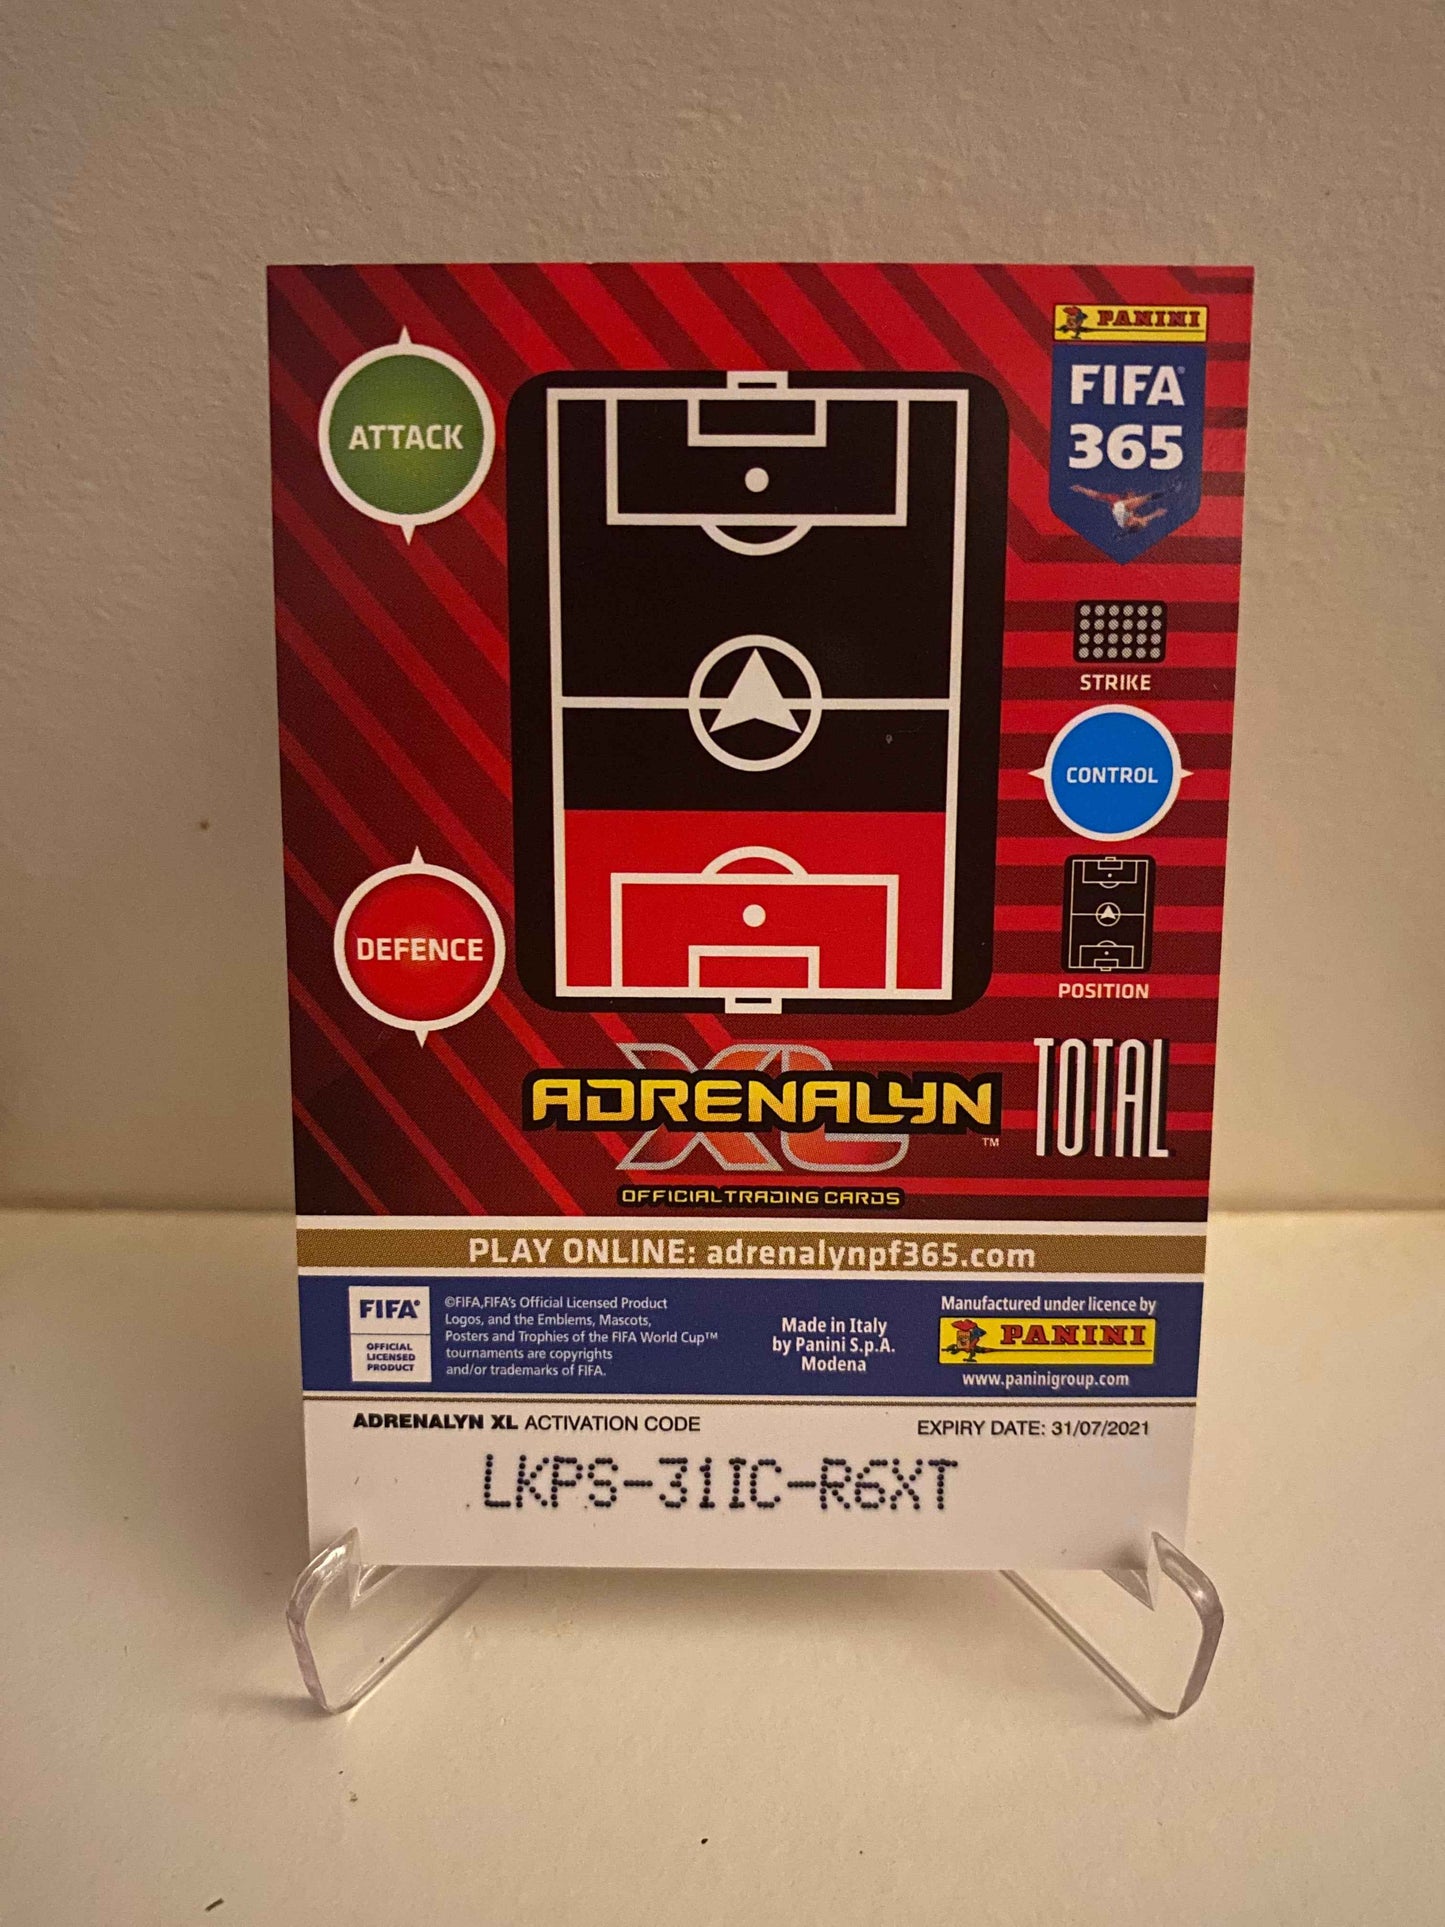 PANINI
FIFA
365
ATTACK
STRIKE
CONTROL
DEFENCE
POSITION
ADRENALYN
XL
TM
TOTAL
OFFICIAL TRADING CARDS
PLAY ONLINE: adrenalynpf365.com
FIFA®
OFFICIAL
LICENSED
PRODUCT
©FIFA,FIFA's Official Licensed Product
Logos, and the Emblems, Mascots,
Posters and Trophies of the FIFA World Cup™
tournaments are copyrights
and/or trademarks of FIFA.
Made in Italy
by Panini S.p.A.
Modena
Manufactured under licence by
PANINI
www.paninigroup.com
ADRENALYN XL ACTIVATION CODE
EXPIRY DATE: 31/07/2021
LKPS-31IC-R6XT